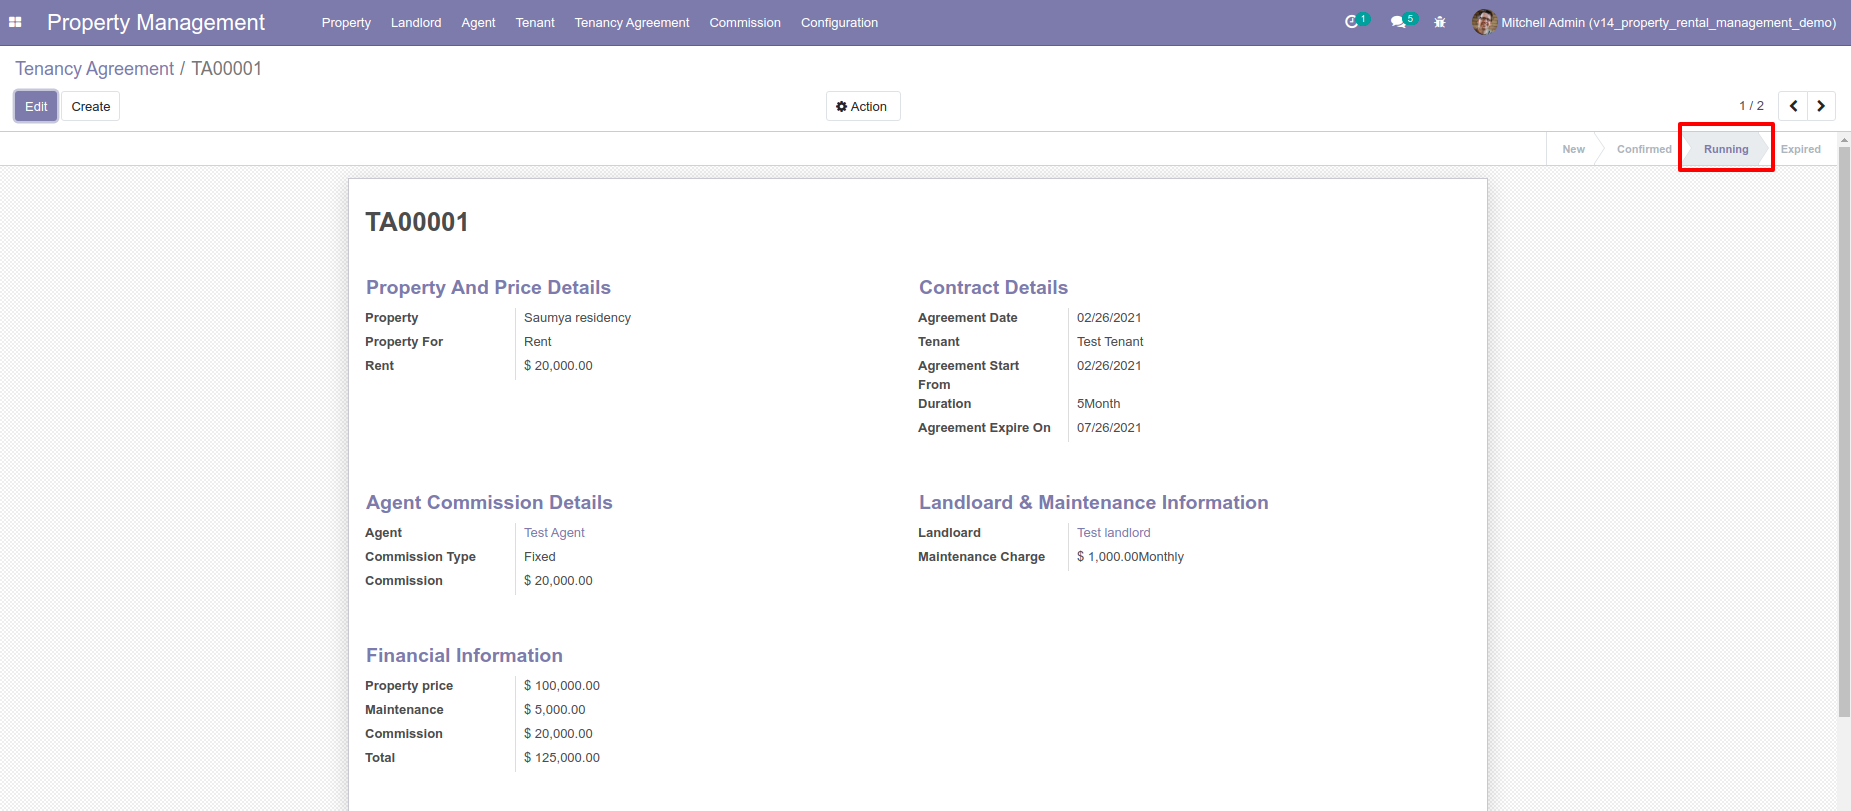 Property Management
Property Landlord Agent Tenant Tenancy Agreement Commission Configuration
1 5 Mitchell Admin (v14_property_rental_management_demo)
Tenancy Agreement / TA00001
Edit Create Action 1 / 2
New Confirmed Running Expired
TA00001
Property And Price Details
Property Saumya residency
Property For Rent
Rent $ 20,000.00
Contract Details
Agreement Date 02/26/2021
Tenant Test Tenant
Agreement Start 02/26/2021
From
Duration 5Month
Agreement Expire On 07/26/2021
Agent Commission Details
Agent Test Agent
Commission Type Fixed
Commission $ 20,000.00
Landloard & Maintenance Information
Landloard Test landlord
Maintenance Charge $ 1,000.00Monthly
Financial Information
Property price $ 100,000.00
Maintenance $ 5,000.00
Commission $ 20,000.00
Total $ 125,000.00